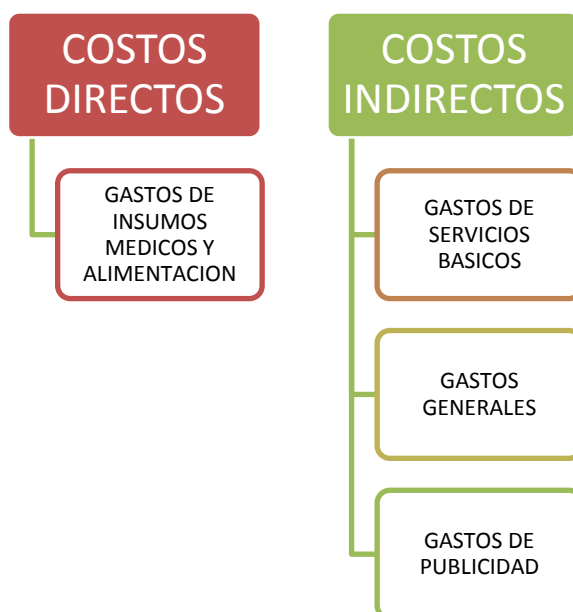 COSTOS
DIRECTOS
GASTOS DE
INSUMOS
MEDICOS Y
ALIMENTACION
COSTOS
INDIRECTOS
GASTOS DE
SERVICIOS
BASICOS
GASTOS
GENERALES
GASTOS DE
PUBLICIDAD